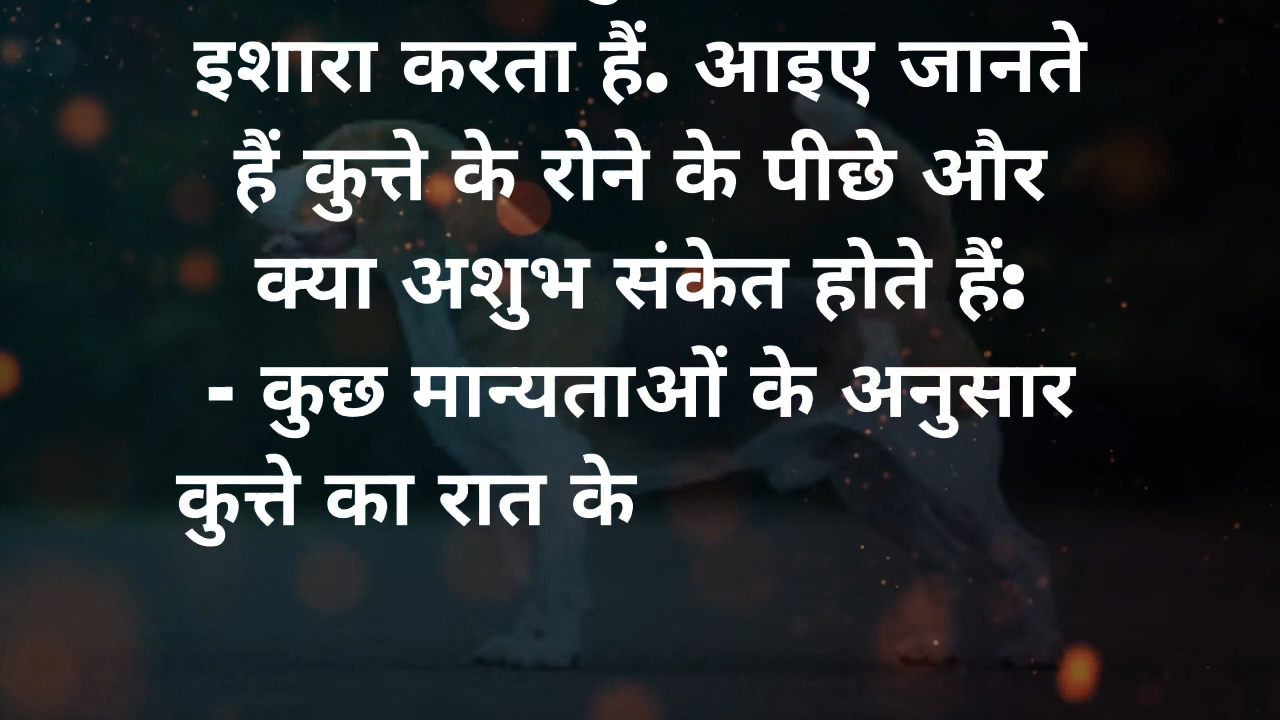 इशारा करता हैं. आइए जानते
हैं कुत्ते के रोने के पीछे और
क्या अशुभ संकेत होते हैं:
- कुछ मान्यताओं के अनुसार
कुत्ते का रात के